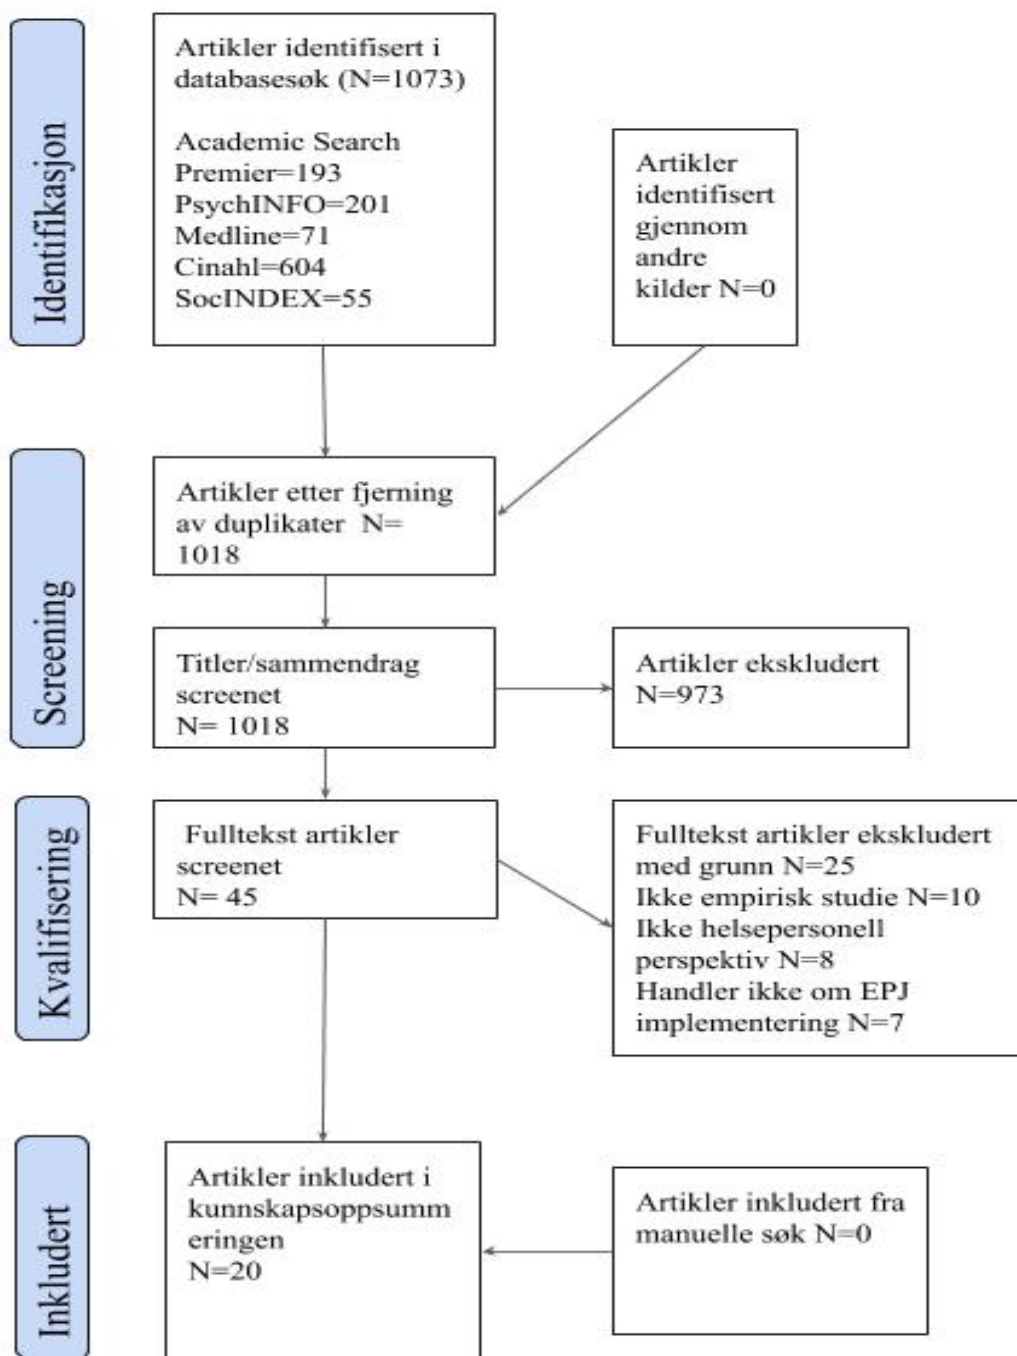 Identifikasjon
Artikler identifisert i
databasesøk (N=1073)
Academic Search
Premier=193
PsychINFO=201
Medline=71
Cinahl=604
SocINDEX=55
Artikler
identifisert
gjennom
andre
kilder N=0
Screening
Artikler etter fjerning
av duplikater N=
1018
Titler/sammendrag
screenet
N= 1018
Artikler ekskludert
N=973
Kvalifisering
Fulltekst artikler
screenet
N= 45
Fulltekst artikler ekskludert
med grunn N=25
Ikke empirisk studie N=10
Ikke helsepersonell
perspektiv N=8
Handler ikke om EPJ
implementering N=7
Inkludert
Artikler inkludert i
kunnskapsoppsumm
eringen
N=20
Artikler inkludert fra
manuelle søk N=0